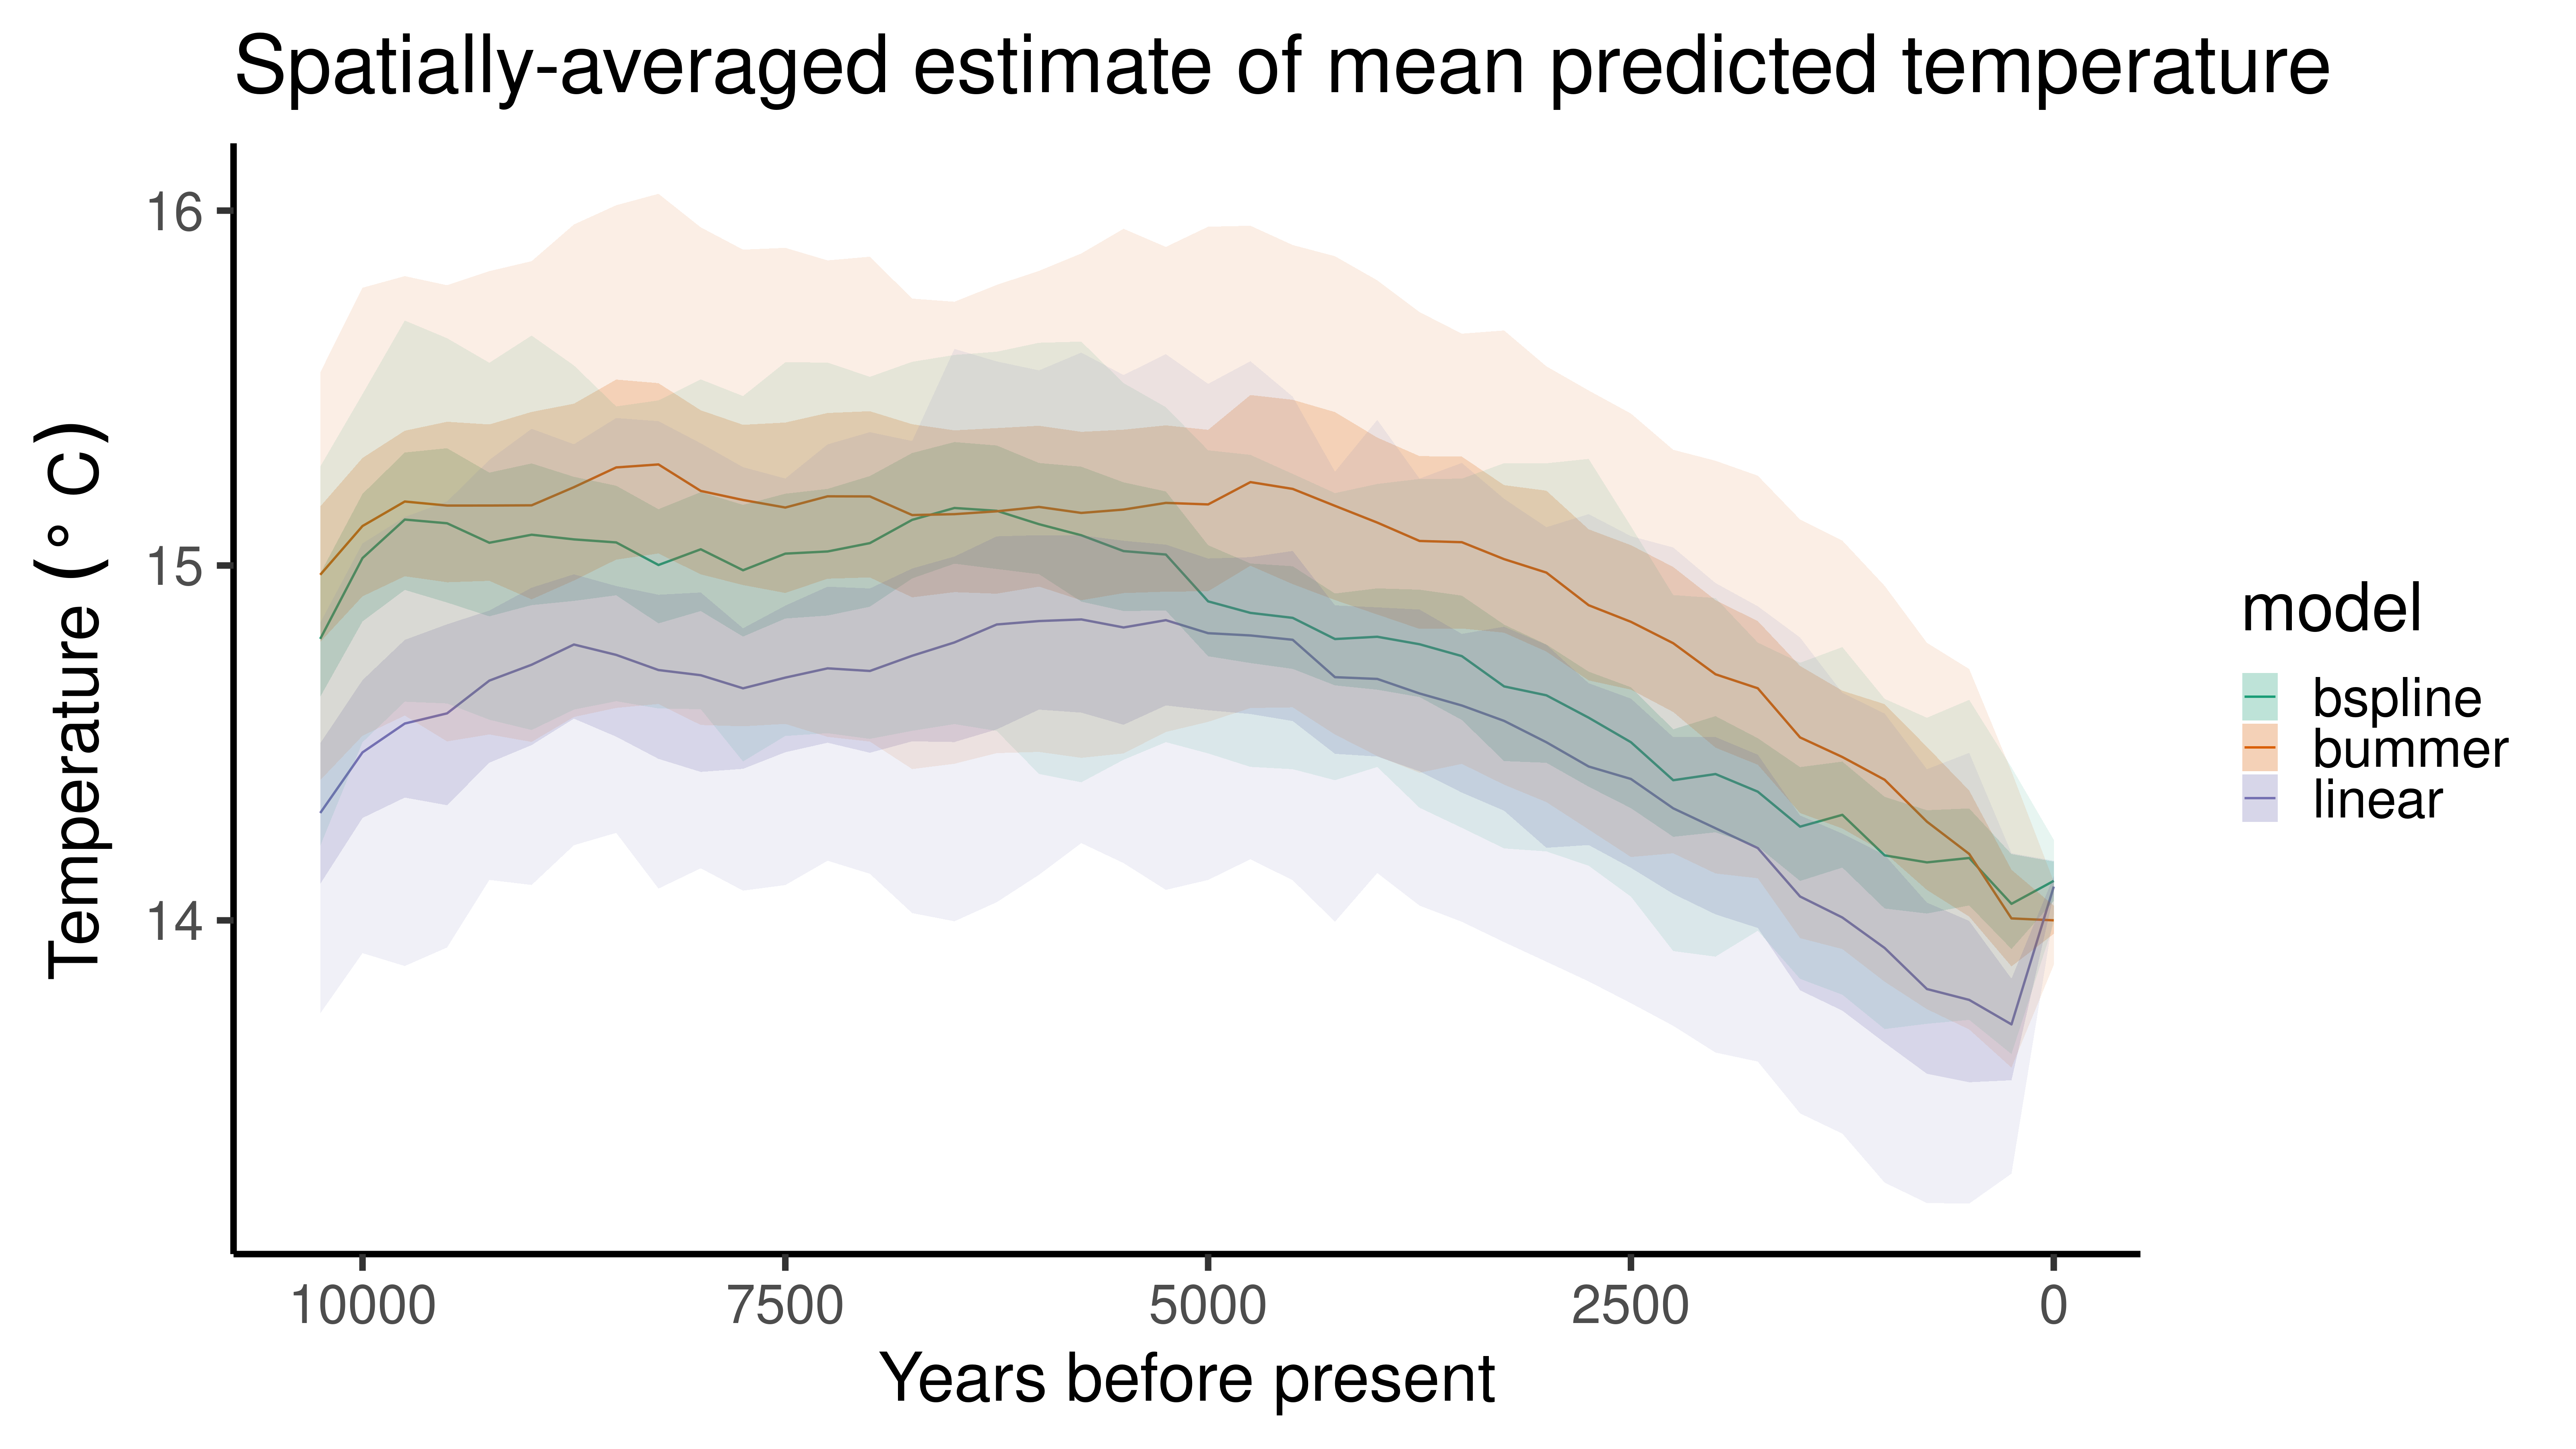 Spatially-averaged estimate of mean predicted temperature
Temperature (° C)
16
15
14
10000
7500
5000
2500
0
Years before present
model
bspline
bummer
linear